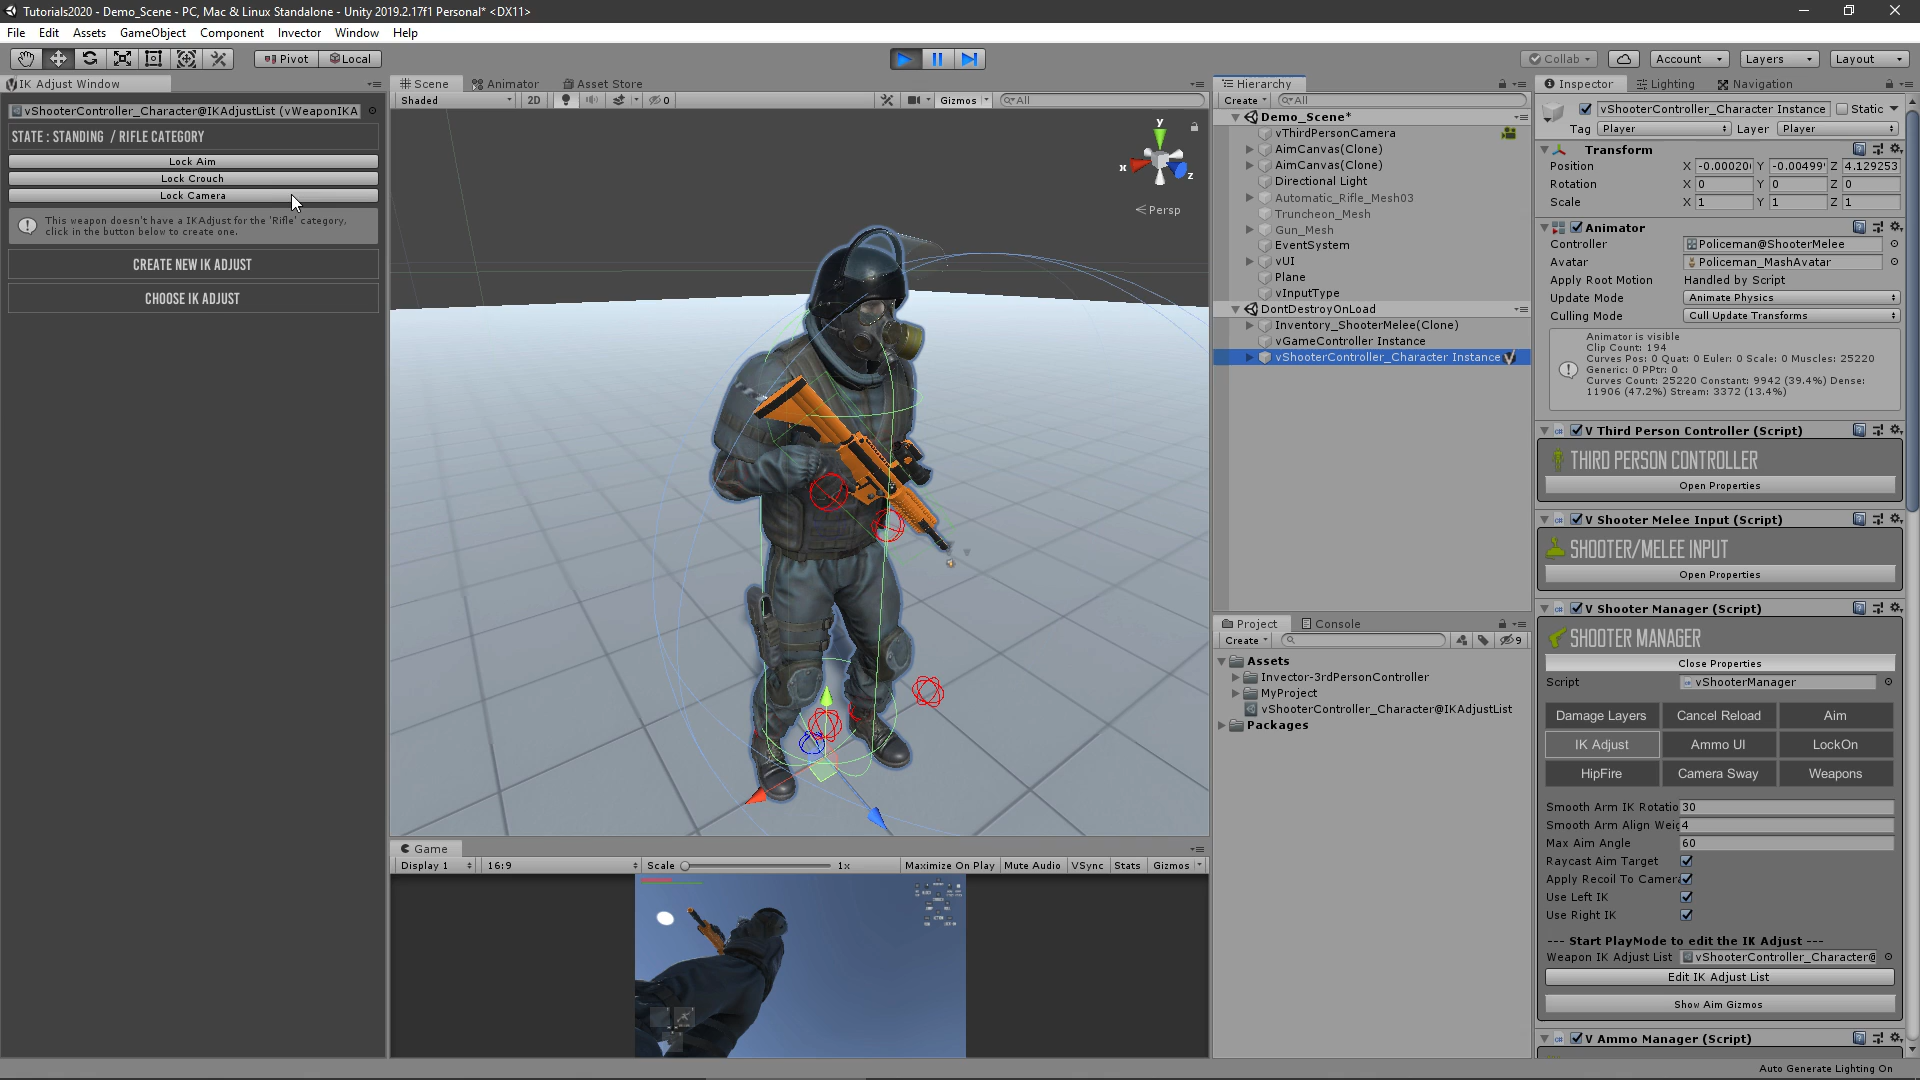 Tutorials2020 - Demo_Scene - PC, Mac & Linux Standalone - Unity 2019.2.17f1 Personal* <DX11>
File Edit Assets GameObject Component Invector Window Help
Pivot Local Collab Account Layers Layout
IK Adjust Window
vShooterController_Character@IKAdjustList (vWeaponIKA
STATE : STANDING / RIFLE CATEGORY
Lock Aim
Lock Crouch
Lock Camera
This weapon doesn't have a IKAdjust for the 'Rifle' category,
click in the button below to create one.
CREATE NEW IK ADJUST
CHOOSE IK ADJUST
Scene Animator Asset Store
Shaded 2D 0 Gizmos All
y
x
z
Persp
Game
Display 1 16:9 Scale 1x Maximize On Play Mute Audio VSync Stats Gizmos
Hierarchy
Create All
Demo_Scene*
vThirdPersonCamera
AimCanvas(Clone)
AimCanvas(Clone)
Directional Light
Automatic_Rifle_Mesh03
Truncheon_Mesh
Gun_Mesh
EventSystem
vUI
Plane
vInputType
DontDestroyOnLoad
Inventory_ShooterMelee(Clone)
vGameController Instance
vShooterController_Character Instance
Project Console
Create 9
Assets
Invector-3rdPersonController
MyProject
vShooterController_Character@IKAdjustList
Packages
Inspector Lighting Navigation
vShooterController_Character Instance Static
Tag Player Layer Player
Transform
Position X -0.00020 Y -0.00499 Z 4.129253
Rotation X 0 Y 0 Z 0
Scale X 1 Y 1 Z 1
Animator
Controller Policeman@ShooterMelee
Avatar Policeman_MashAvatar
Apply Root Motion Handled by Script
Update Mode Animate Physics
Culling Mode Cull Update Transforms
Animator is visible
Clip Count: 194
Curves Pos: 0 Quat: 0 Euler: 0 Scale: 0 Muscles: 25220
Generic: 0 PPtr: 0
Curves Count: 25220 Constant: 9942 (39.4%) Dense:
11906 (47.2%) Stream: 3372 (13.4%)
V Third Person Controller (Script)
THIRD PERSON CONTROLLER
Open Properties
V Shooter Melee Input (Script)
SHOOTER/MELEE INPUT
Open Properties
V Shooter Manager (Script)
SHOOTER MANAGER
Close Properties
Script vShooterManager
Damage Layers Cancel Reload Aim
IK Adjust Ammo UI LockOn
HipFire Camera Sway Weapons
Smooth Arm IK Rotatio 30
Smooth Arm Align Weig 4
Max Aim Angle 60
Raycast Aim Target
Apply Recoil To Camera
Use Left IK
Use Right IK
--- Start PlayMode to edit the IK Adjust ---
Weapon IK Adjust List vShooterController_Character@
Edit IK Adjust List
Show Aim Gizmos
V Ammo Manager (Script)
Auto Generate Lighting On